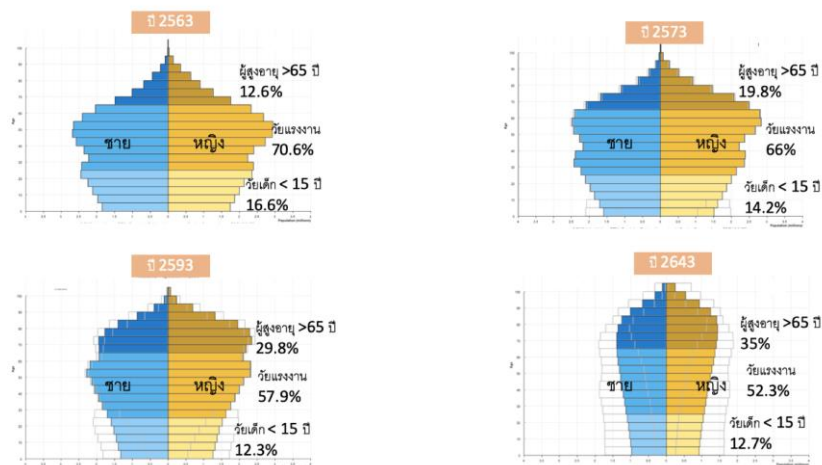 ปี 2563
ผู้สูงอายุ >65 ปี
12.6%
วัยแรงงาน
70.6%
ชาย
หญิง
วัยเด็ก < 15 ปี
16.6%
ปี 2573
ผู้สูงอายุ >65 ปี
19.8%
วัยแรงงาน
66%
ชาย
หญิง
วัยเด็ก < 15 ปี
14.2%
ปี 2593
ผู้สูงอายุ >65 ปี
29.8%
วัยแรงงาน
57.9%
ชาย
หญิง
วัยเด็ก < 15 ปี
12.3%
ปี 2643
ผู้สูงอายุ >65 ปี
35%
วัยแรงงาน
52.3%
ชาย
หญิง
วัยเด็ก < 15 ปี
12.7%